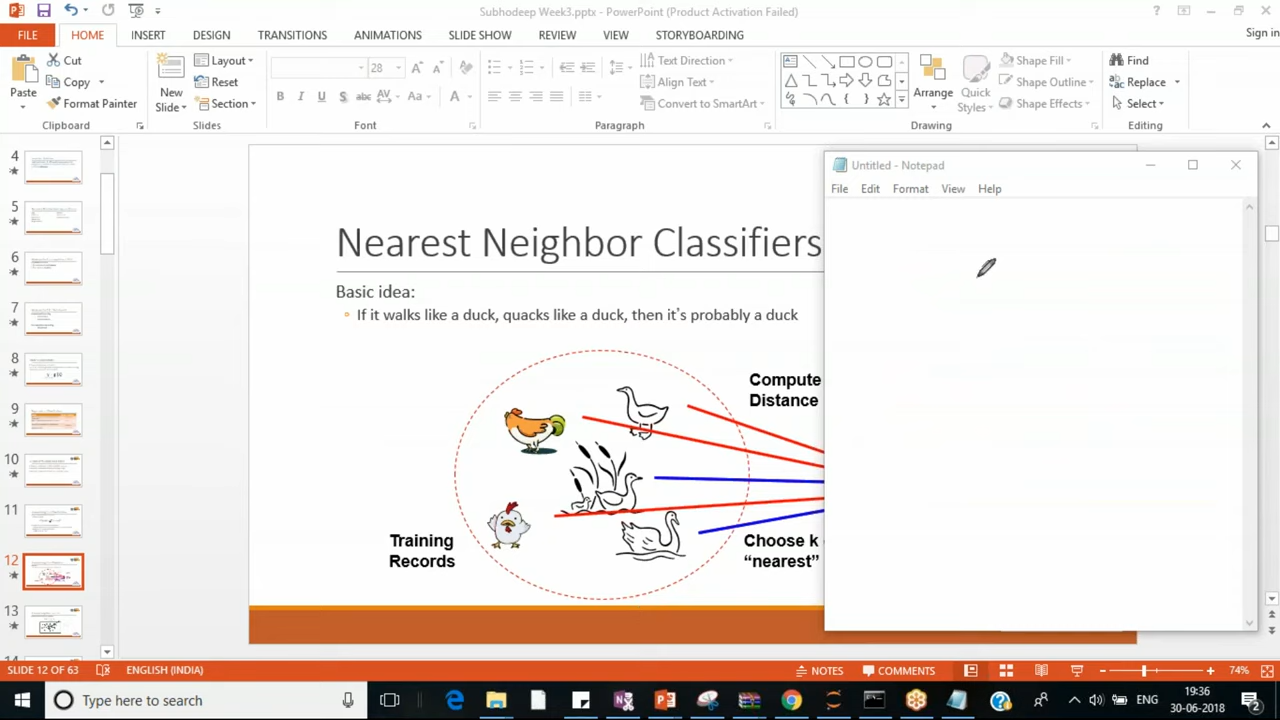 Subhodeep Week3.pptx - PowerPoint (Product Activation Failed)
FILE HOME INSERT DESIGN TRANSITIONS ANIMATIONS SLIDE SHOW REVIEW VIEW STORYBOARDING Sign in
Paste
Cut
Copy
Format Painter
Clipboard
New
Slide
Layout
Reset
Section
Slides
28
B I U S abc AV Aa A
Font
Text Direction
Align Text
Convert to SmartArt
Paragraph
Arrange
Quick
Styles
Shape Fill
Shape Outline
Shape Effects
Drawing
Find
Replace
Select
Editing
4
5
6
7
8
9
10
11
12
13
14
Nearest Neighbor Classifiers
Basic idea:
If it walks like a duck, quacks like a duck, then it's probably a duck
Compute
Distance
Training
Records
Choose k
“nearest”
Untitled - Notepad
File Edit Format View Help
SLIDE 12 OF 63 ENGLISH (INDIA) NOTES COMMENTS 74%
Type here to search
ENG
19:36
30-06-2018
2